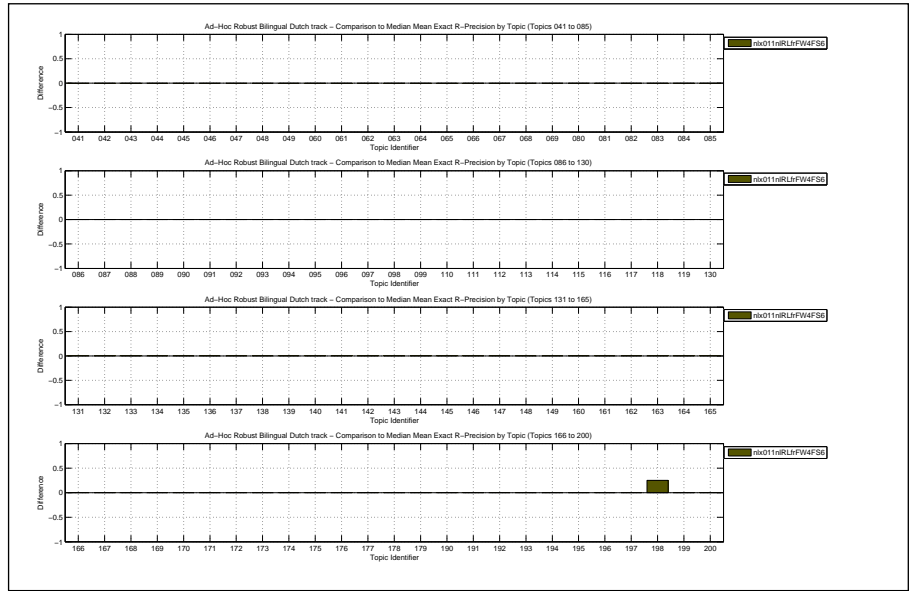 Ad−Hoc Robust Bilingual Dutch track − Comparison to Median Mean Exact R−Precision by Topic (Topics 041 to 085)
nlx011nlRLfrFW4FS6
1
0.5
0
−0.5
−1
Difference
041 042 043 044 045 046 047 048 049 060 061 062 063 064 065 066 067 068 069 080 081 082 083 084 085
Topic Identifier
Ad−Hoc Robust Bilingual Dutch track − Comparison to Median Mean Exact R−Precision by Topic (Topics 086 to 130)
nlx011nlRLfrFW4FS6
1
0.5
0
−0.5
−1
Difference
086 087 088 089 090 091 092 093 094 095 096 097 098 099 110 111 112 113 114 115 116 117 118 119 130
Topic Identifier
Ad−Hoc Robust Bilingual Dutch track − Comparison to Median Mean Exact R−Precision by Topic (Topics 131 to 165)
nlx011nlRLfrFW4FS6
1
0.5
0
−0.5
−1
Difference
131 132 133 134 135 136 137 138 139 140 141 142 143 144 145 146 147 148 149 160 161 162 163 164 165
Topic Identifier
Ad−Hoc Robust Bilingual Dutch track − Comparison to Median Mean Exact R−Precision by Topic (Topics 166 to 200)
nlx011nlRLfrFW4FS6
1
0.5
0
−0.5
−1
Difference
166 167 168 169 170 171 172 173 174 175 176 177 178 179 190 191 192 193 194 195 196 197 198 199 200
Topic Identifier